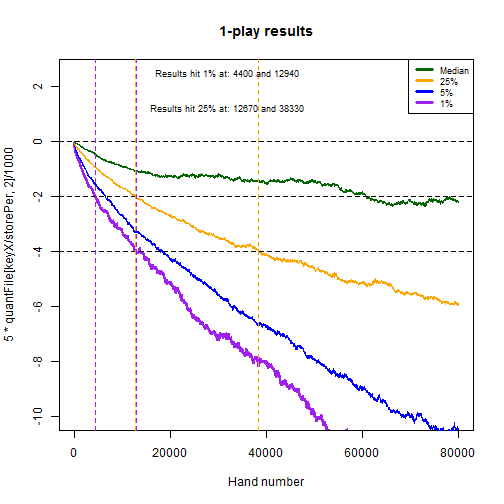 1-play results
Results hit 1% at: 4400 and 12940
Results hit 25% at: 12670 and 38330
Median
25%
5%
1%
5 * quantFile[keyX/storePer, 2]/1000
2
0
-2
-4
-6
-8
-10
0
20000
40000
60000
80000
Hand number